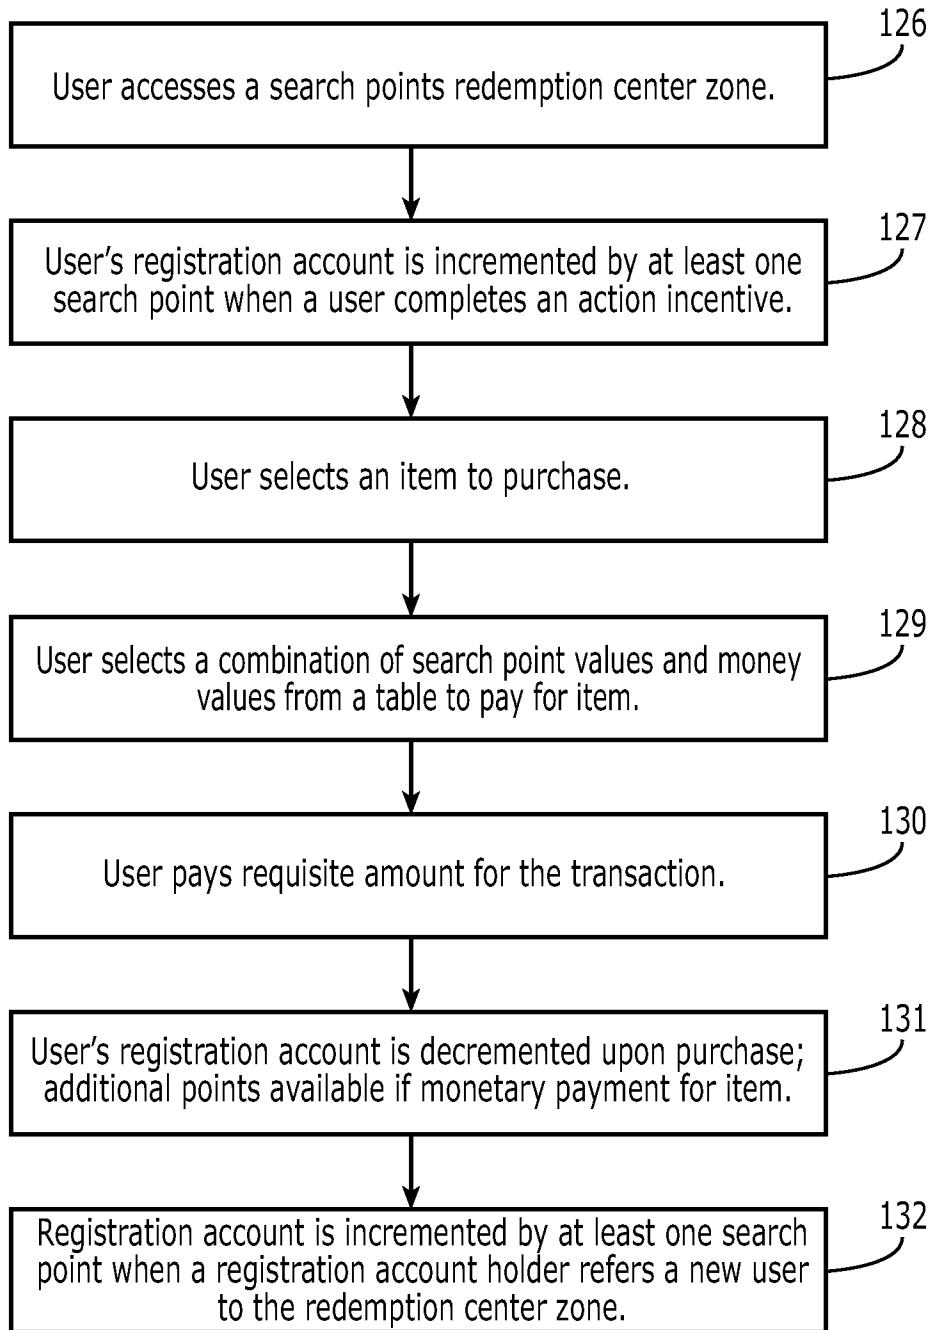 126
User accesses a search points redemption center zone.
127
User's registration account is incremented by at least one
search point when a user completes an action incentive.
128
User selects an item to purchase.
129
User selects a combination of search point values and money
values from a table to pay for item.
130
User pays requisite amount for the transaction.
131
User's registration account is decremented upon purchase;
additional points available if monetary payment for item.
132
Registration account is incremented by at least one search
point when a registration account holder refers a new user
to the redemption center zone.